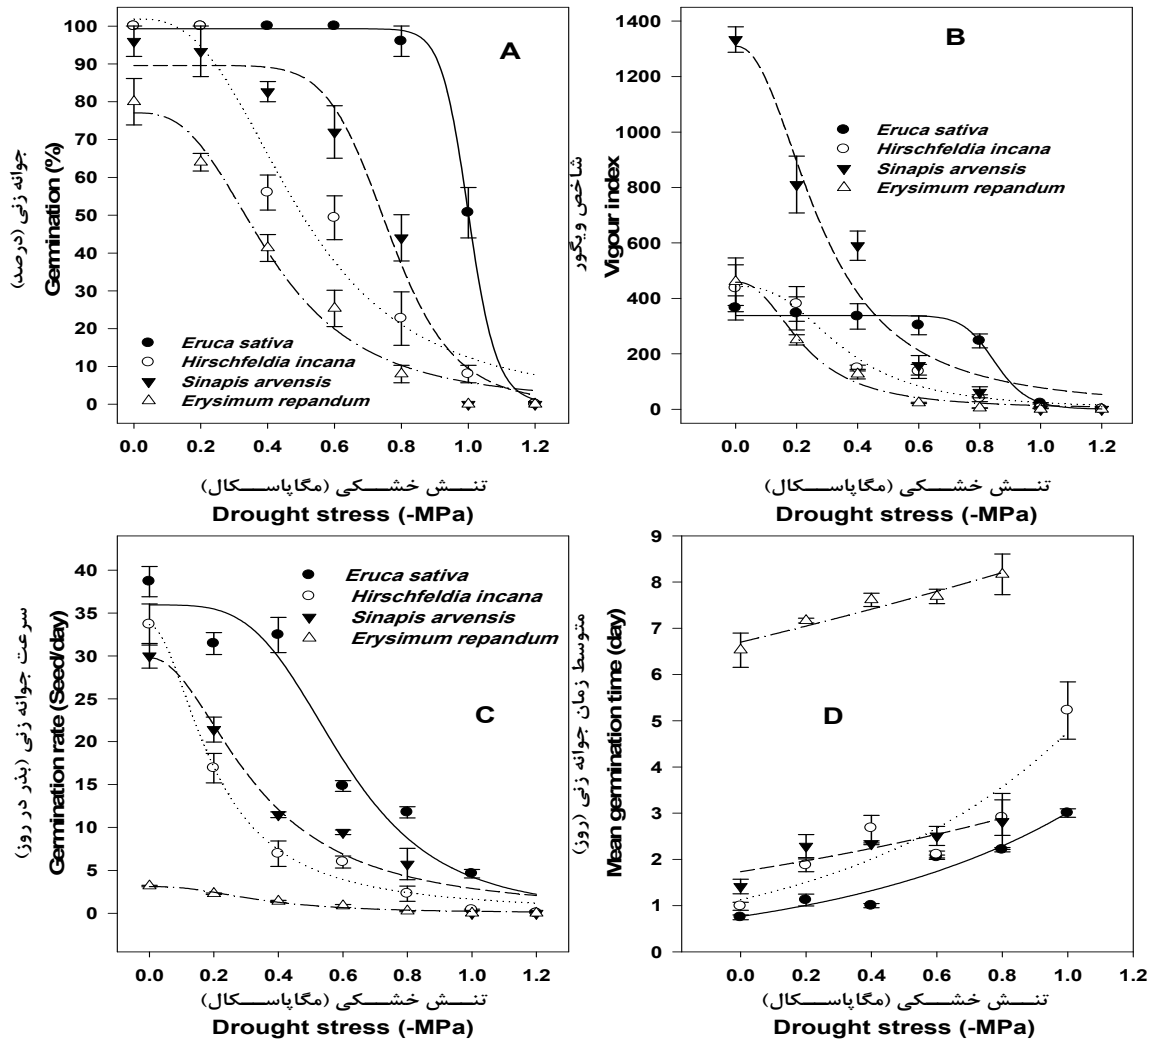 A
100
90
80
70
60
50
40
30
20
10
0
جوانه زنی (درصد)
Germination (%)
Eruca sativa
Hirschfeldia incana
Sinapis arvensis
Erysimum repandum
0.0 0.2 0.4 0.6 0.8 1.0 1.2
تنش خشکی (مگاپاسکال)
Drought stress (-MPa)
B
1400
1200
1000
800
600
400
200
0
شاخص ویگور
Vigour index
Eruca sativa
Hirschfeldia incana
Sinapis arvensis
Erysimum repandum
0.0 0.2 0.4 0.6 0.8 1.0 1.2
تنش خشکی (مگاپاسکال)
Drought stress (-MPa)
C
40
35
30
25
20
15
10
5
0
سرعت جوانه زنی (بذر در روز)
Germination rate (Seed/day)
Eruca sativa
Hirschfeldia incana
Sinapis arvensis
Erysimum repandum
0.0 0.2 0.4 0.6 0.8 1.0 1.2
تنش خشکی (مگاپاسکال)
Drought stress (-MPa)
D
9
8
7
6
5
4
3
2
1
0
متوسط زمان جوانه زنی (روز)
Mean germination time (day)
0.0 0.2 0.4 0.6 0.8 1.0 1.2
تنش خشکی (مگاپاسکال)
Drought stress (-MPa)